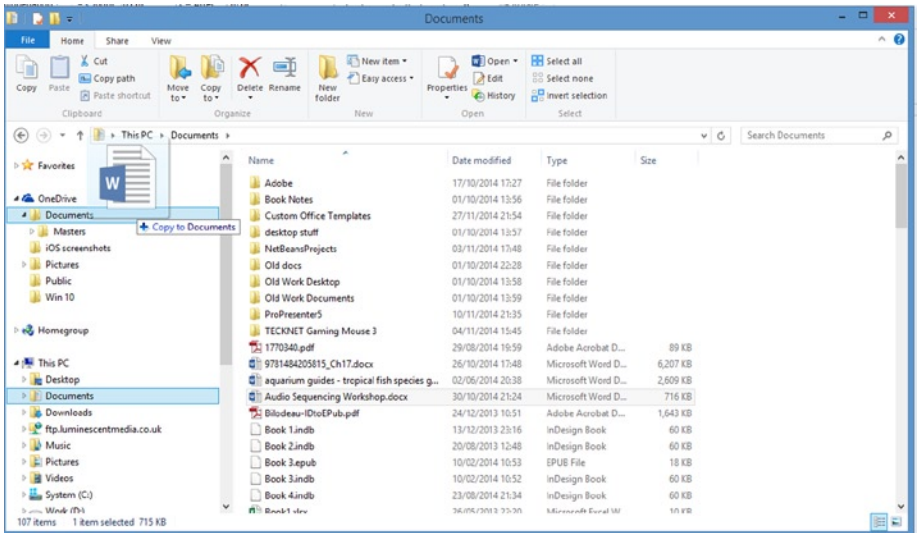 Documents
File Home Share View
Copy
Paste
Cut
Copy path
Paste shortcut
Clipboard
Move to
Copy to
Delete
Rename
Organize
New folder
New item
Easy access
New
Properties
Open
Edit
History
Open
Select all
Select none
Invert selection
Select
This PC Documents
Search Documents
Favorites
OneDrive
Documents
Masters
iOS screenshots
Pictures
Public
Win 10
Homegroup
This PC
Desktop
Documents
Downloads
ftp.luminescentmedia.co.uk
Music
Pictures
Videos
System (C:)
Work (D:)
W
Copy to Documents
Name Date modified Type Size
Adobe 17/10/2014 17:27 File folder
Book Notes 01/10/2014 13:56 File folder
Custom Office Templates 27/11/2014 21:54 File folder
desktop stuff 01/10/2014 13:57 File folder
NetBeansProjects 03/11/2014 17:48 File folder
Old docs 01/10/2014 22:28 File folder
Old Work Desktop 01/10/2014 13:58 File folder
Old Work Documents 01/10/2014 13:59 File folder
ProPresenter5 10/11/2014 21:35 File folder
TECKNET Gaming Mouse 3 04/11/2014 15:45 File folder
1770340.pdf 29/08/2014 19:59 Adobe Acrobat D... 89 KB
9781484205815_Ch17.docx 26/10/2014 17:48 Microsoft Word D... 6,207 KB
aquarium guides - tropical fish species g... 02/06/2014 20:38 Microsoft Word D... 2,609 KB
Audio Sequencing Workshop.docx 30/10/2014 21:24 Microsoft Word D... 716 KB
Bilodeau-IDtoEPub.pdf 24/12/2013 10:51 Adobe Acrobat D... 1,643 KB
Book 1.indb 13/12/2013 23:16 InDesign Book 60 KB
Book 2.indb 20/08/2013 12:48 InDesign Book 60 KB
Book 3.epub 10/02/2014 10:53 EPUB File 18 KB
Book 3.indb 10/02/2014 10:52 InDesign Book 60 KB
Book 4.indb 23/08/2014 21:34 InDesign Book 60 KB
Book1.xlsx 26/05/2013 22:20 Microsoft Excel W... 10 KB
107 items 1 item selected 715 KB